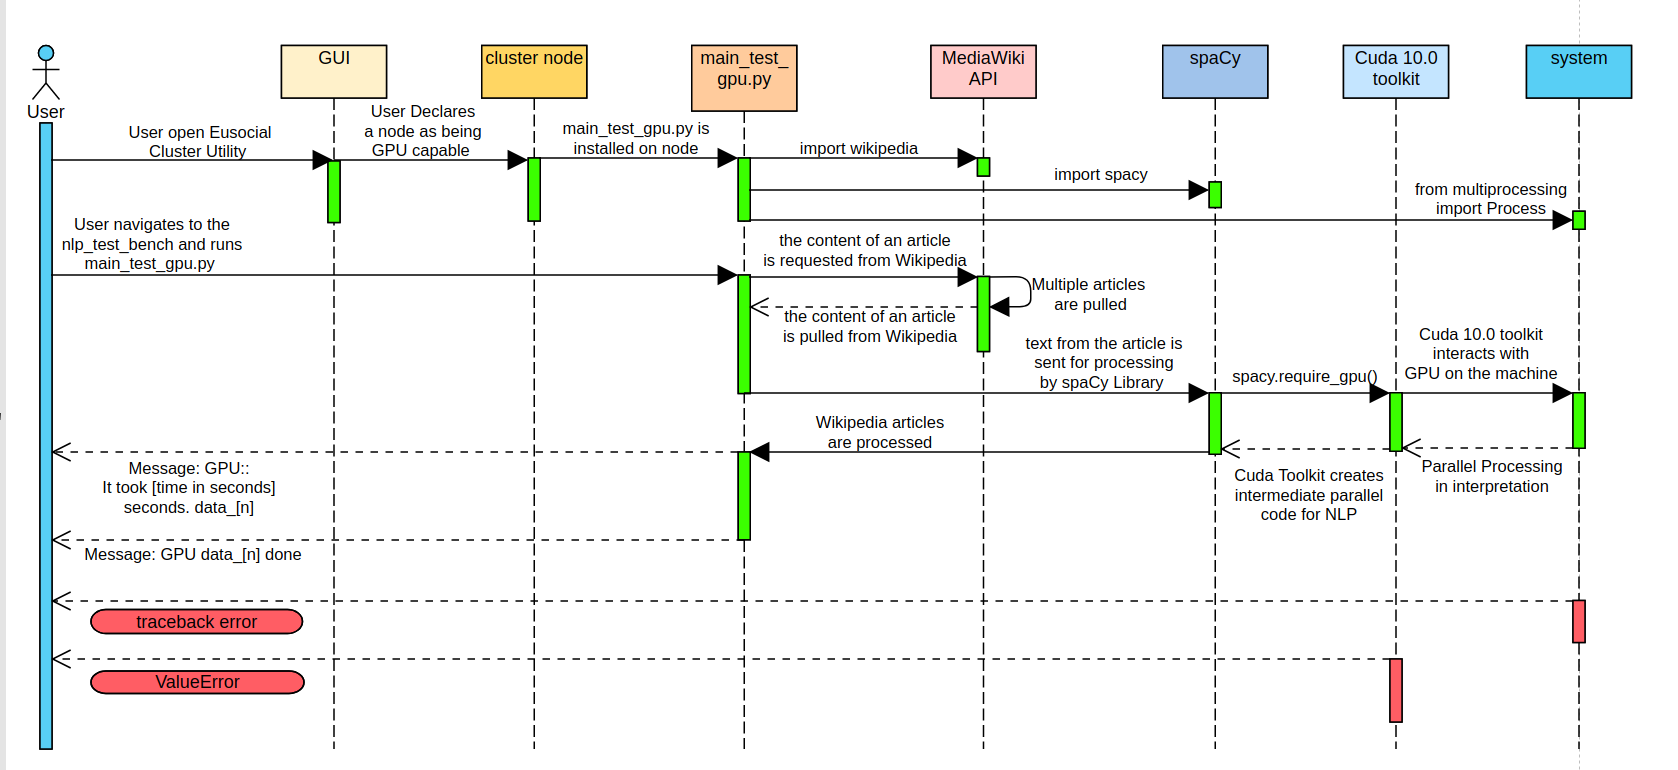 User
GUI
cluster node
main_test_
gpu.py
MediaWiki
API
spaCy
Cuda 10.0
toolkit
system
User open Eusocial
Cluster Utility
User Declares
a node as being
GPU capable
main_test_gpu.py is
installed on node
import wikipedia
import spacy
from multiprocessing
import Process
User navigates to the
nlp_test_bench and runs
main_test_gpu.py
the content of an article
is requested from Wikipedia
Multiple articles
are pulled
the content of an article
is pulled from Wikipedia
text from the article is
sent for processing
by spaCy Library
spacy.require_gpu()
Cuda 10.0 toolkit
interacts with
GPU on the machine
Wikipedia articles
are processed
Message: GPU::
It took [time in seconds]
seconds. data_[n]
Cuda Toolkit creates
intermediate parallel
code for NLP
Parallel Processing
in interpretation
Message: GPU data_[n] done
traceback error
ValueError